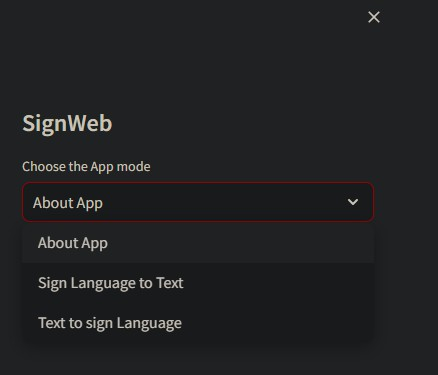 SignWeb
Choose the App mode
About App
About App
Sign Language to Text
Text to sign Language